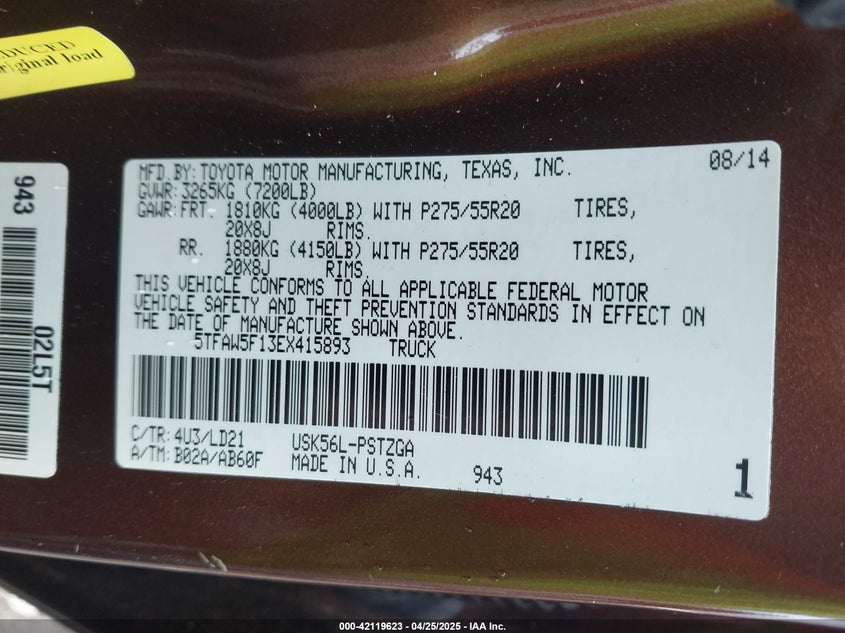 DUCED
original load
943
02L5T
MFD. BY: TOYOTA MOTOR MANUFACTURING, TEXAS, INC. 08/14
GVWR: 3265KG (7200LB)
GAWR: FRT. 1810KG (4000LB) WITH P275/55R20 TIRES,
20X8J RIMS.
RR. 1880KG (4150LB) WITH P275/55R20 TIRES,
20X8J RIMS.
THIS VEHICLE CONFORMS TO ALL APPLICABLE FEDERAL MOTOR
VEHICLE SAFETY AND THEFT PREVENTION STANDARDS IN EFFECT ON
THE DATE OF MANUFACTURE SHOWN ABOVE.
5TFAW5F13EX415893 TRUCK
C/TR: 4U3/LD21 USK56L-PSTZGA
A/TM: B02A/AB60F MADE IN U.S.A. 943
1
000-42119623 - 04/25/2025 - IAA Inc.